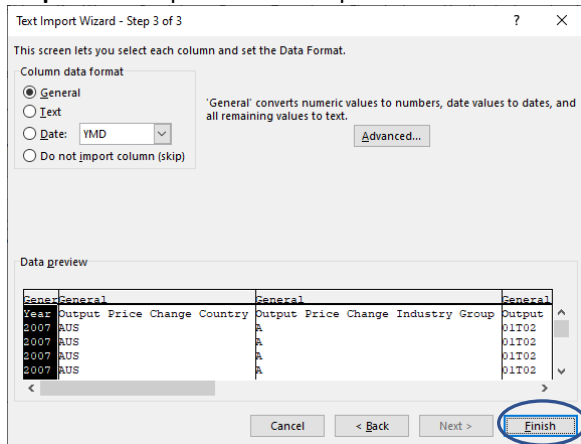 Text Import Wizard - Step 3 of 3 ? ×
This screen lets you select each column and set the Data Format.
Column data format
General
Text
Date: YMD
Do not import column (skip)
'General' converts numeric values to numbers, date values to dates, and
all remaining values to text.
Advanced...
Data preview
Gener General General General
Year Output Price Change Country Output Price Change Industry Group Output
2007 AUS A 01T02
2007 AUS A 01T02
2007 AUS A 01T02
2007 AUS A 01T02
Cancel < Back Next > Finish